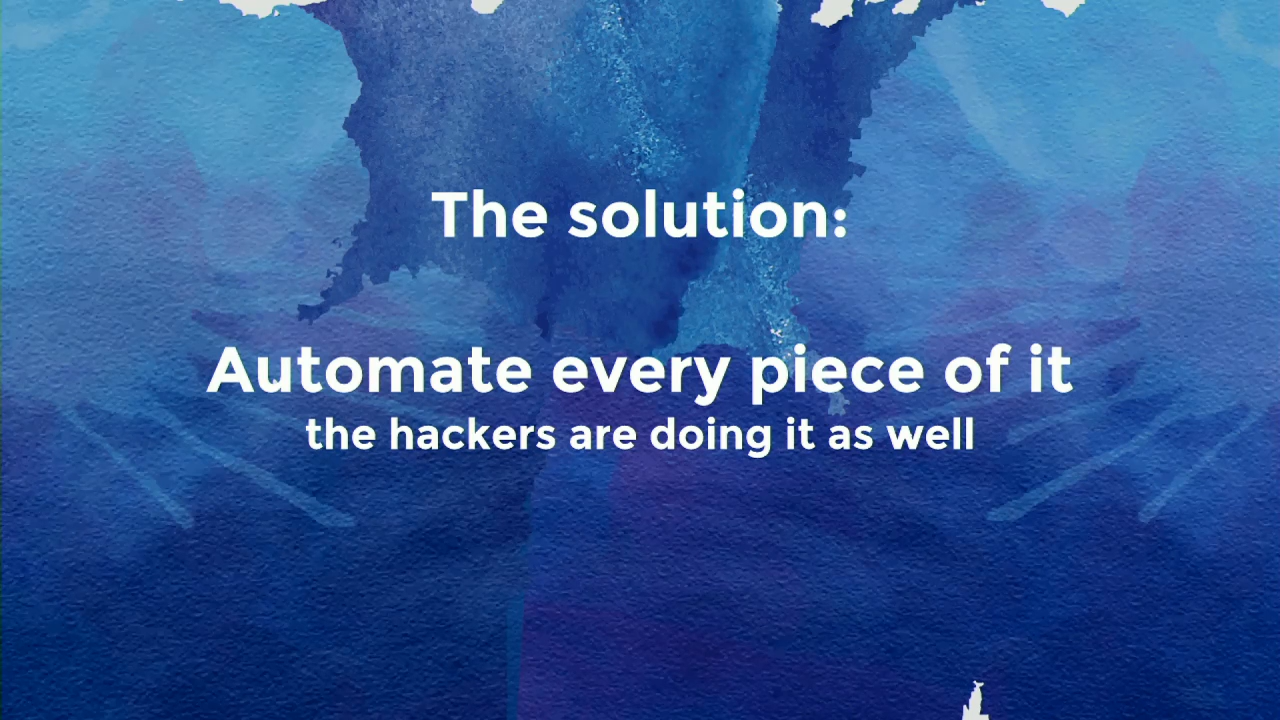 The solution:
Automate every piece of it
the hackers are doing it as well